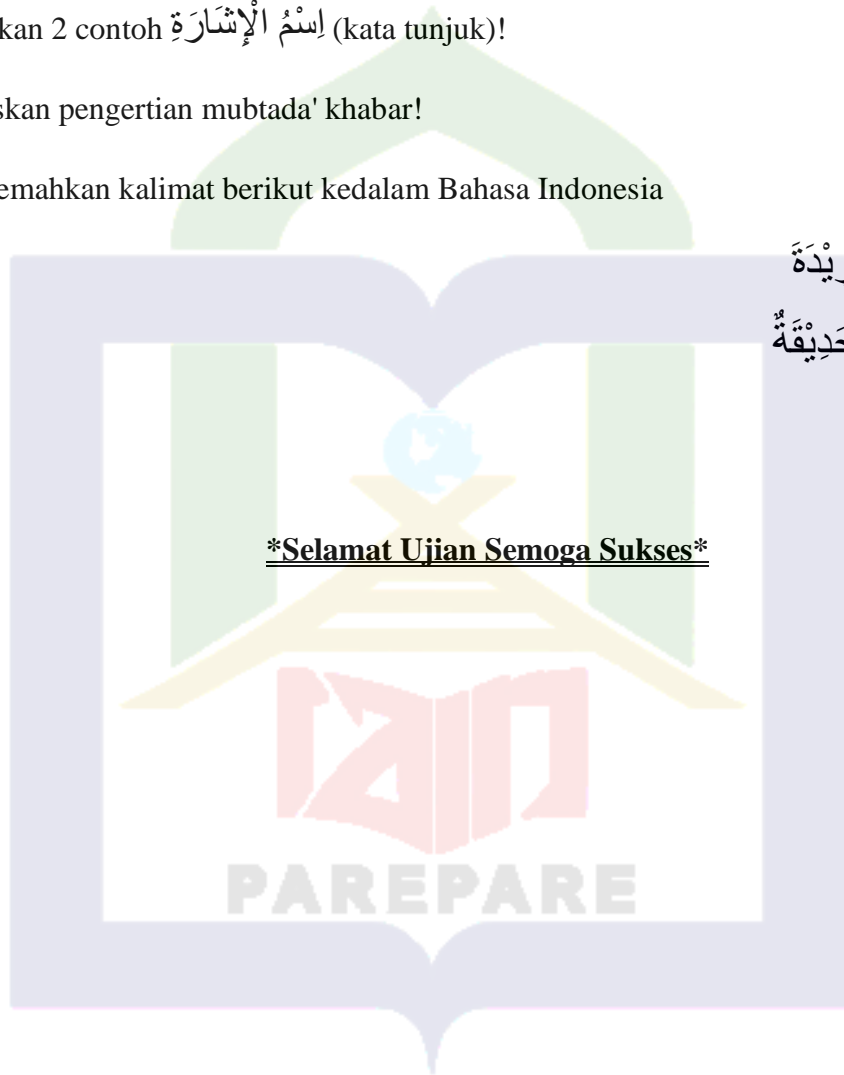 kan 2 contoh اِسْمُ الْإِشَارَةِ (kata tunjuk)!
skan pengertian mubtada' khabar!
emahkan kalimat berikut kedalam Bahasa Indonesia
رِيْدَةَ
حَدِيْقَةٌ
*Selamat Ujian Semoga Sukses*
PAREPARE